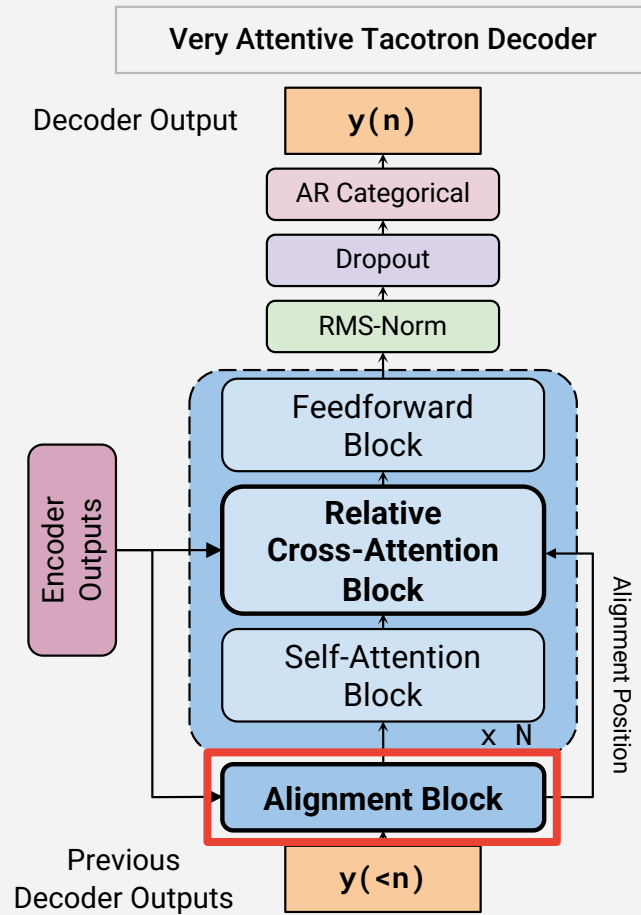 Very Attentive Tacotron Decoder
Decoder Output
y(n)
AR Categorical
Dropout
RMS-Norm
Feedforward
Block
Encoder
Outputs
Relative
Cross-Attention
Block
Alignment Position
Self-Attention
Block
x N
Alignment Block
Previous
Decoder Outputs
y(<n)